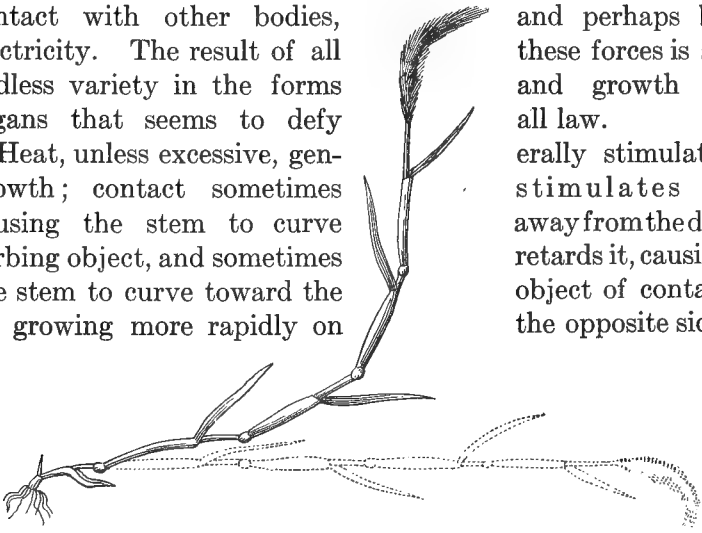 ntact with other bodies, and perhaps
ctricity. The result of all these forces is
dless variety in the forms and growth
gans that seems to defy all law.
Heat, unless excessive, gen- erally stimulat
owth; contact sometimes stimulates
using the stem to curve away from the d
rbing object, and sometimes retards it, causi
e stem to curve toward the object of conta
growing more rapidly on the opposite sid